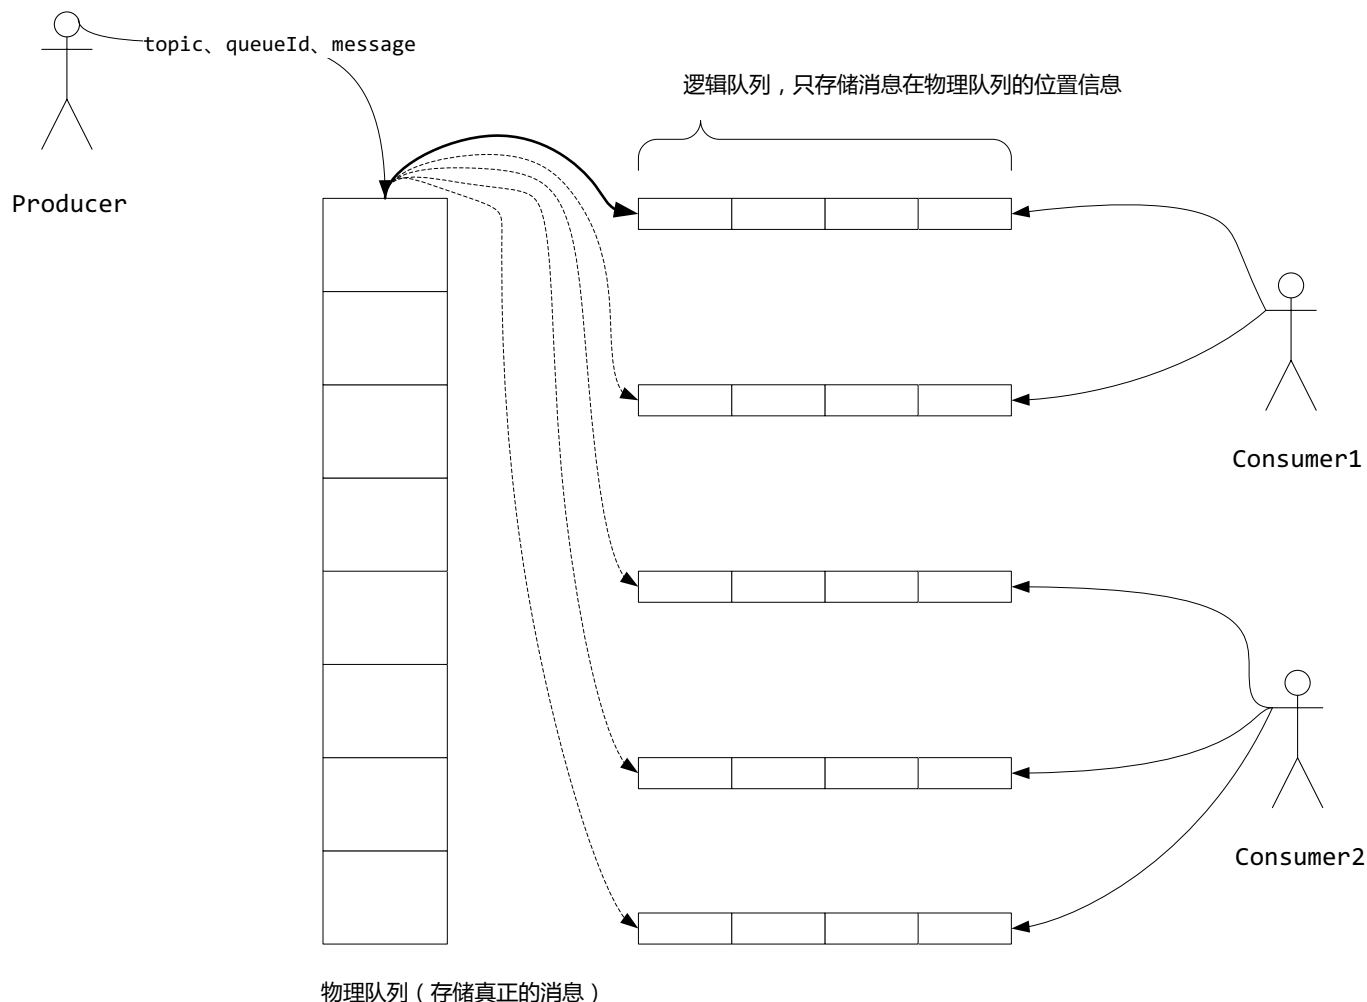 topic、queueId、message
逻辑队列，只存储消息在物理队列的位置信息
Producer
Consumer1
Consumer2
物理队列（存储真正的消息）